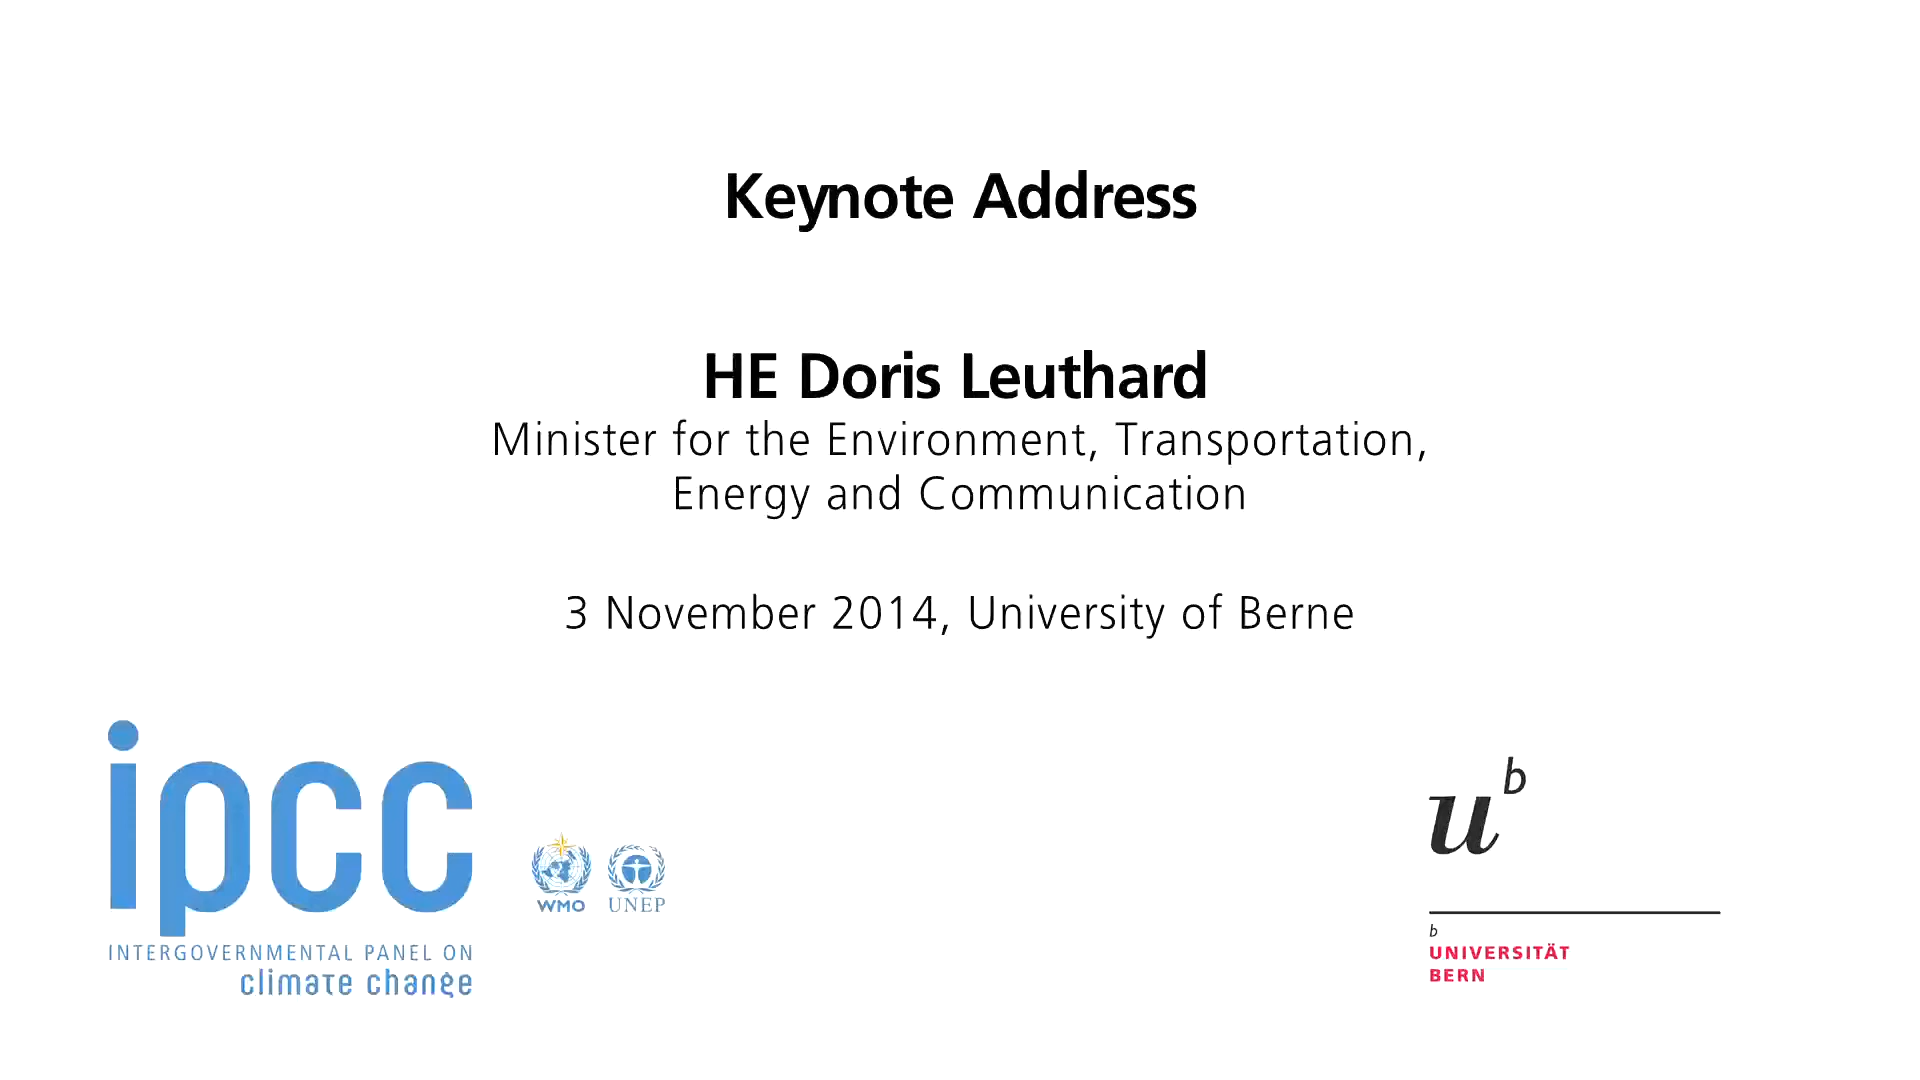 Keynote Address
HE Doris Leuthard
Minister for the Environment, Transportation,
Energy and Communication
3 November 2014, University of Berne
ipcc
INTERGOVERNMENTAL PANEL ON
climate change
WMO
UNEP
u b
b
UNIVERSITÄT
BERN